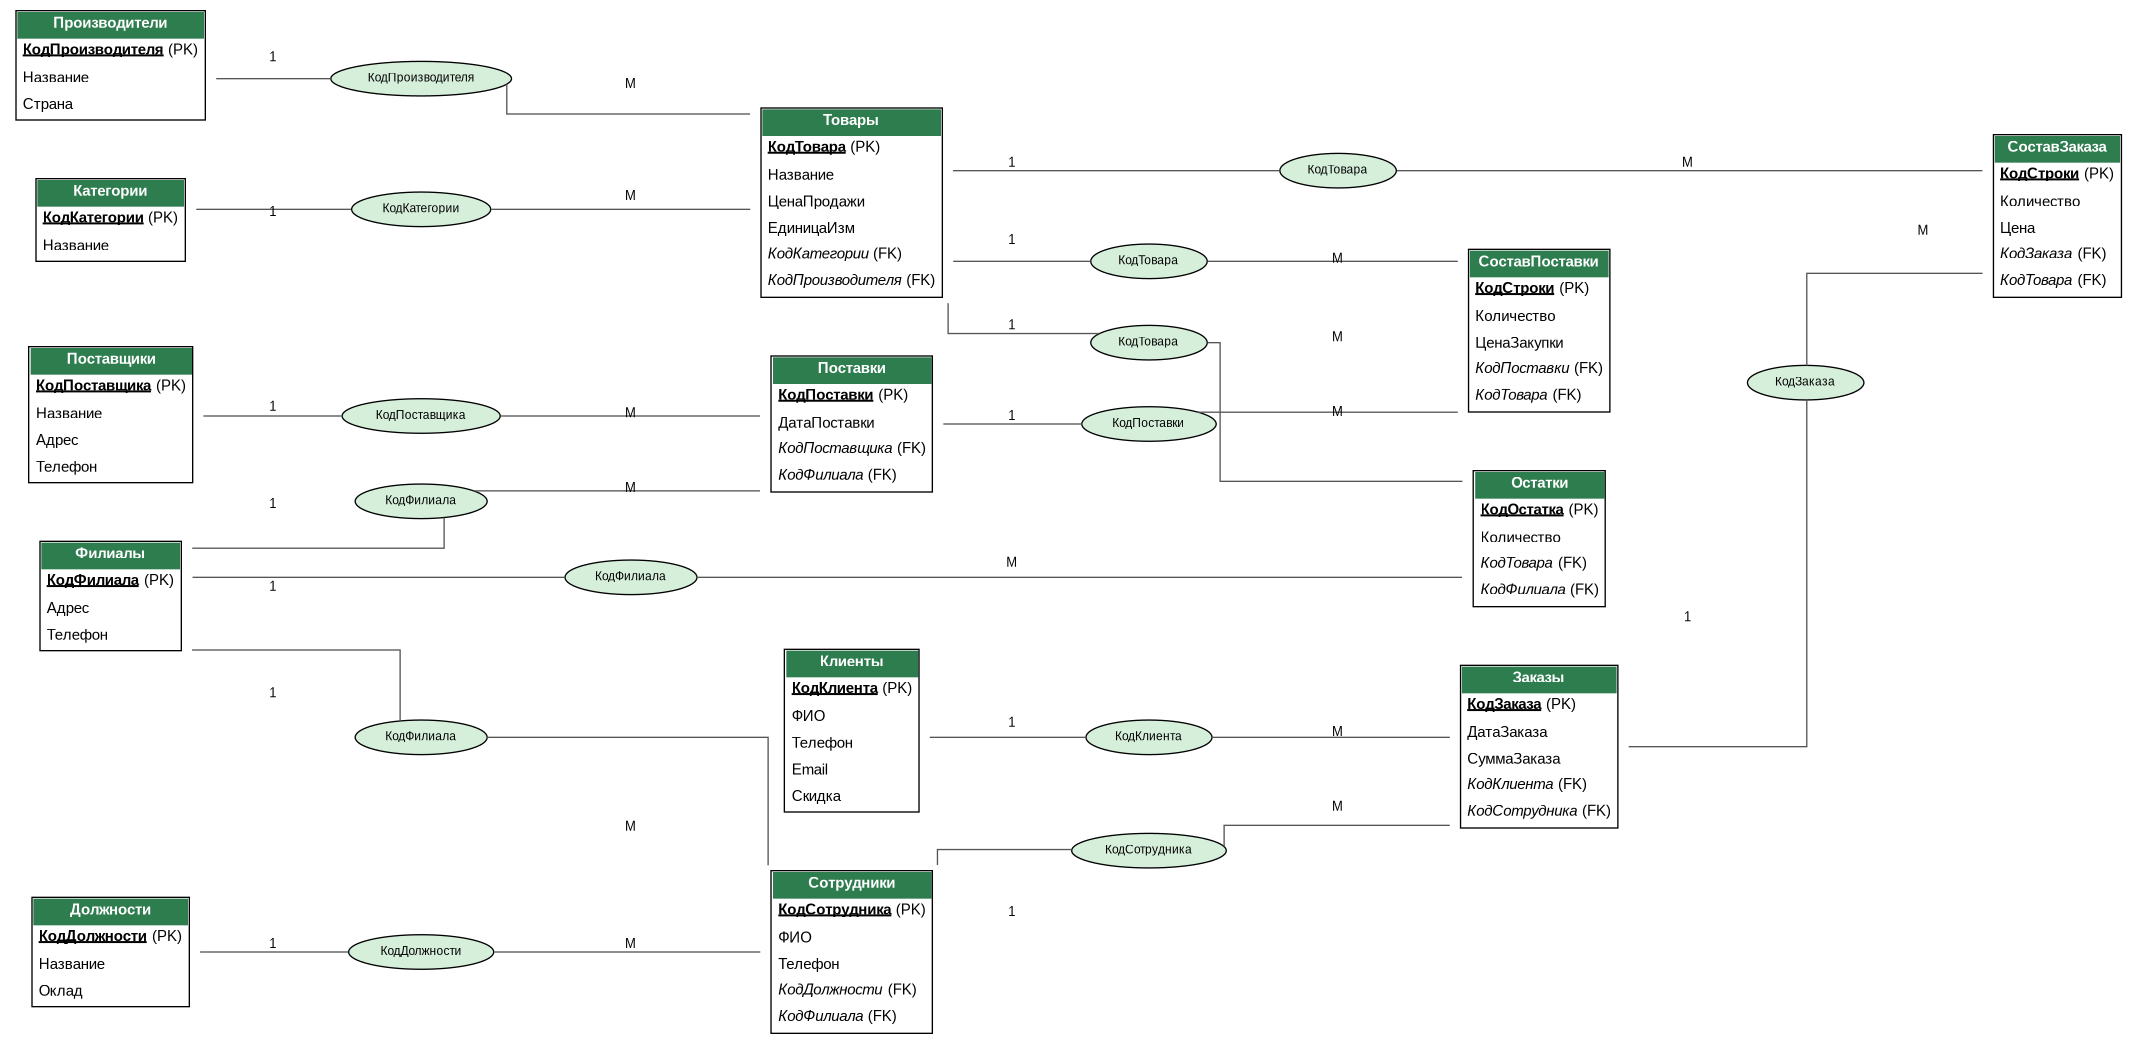 Производители
КодПроизводителя (PK)
Название
Страна
1
КодПроизводителя
M
Категории
КодКатегории (PK)
Название
1
КодКатегории
M
Товары
КодТовара (PK)
Название
ЦенаПродажи
ЕдиницаИзм
КодКатегории (FK)
КодПроизводителя (FK)
1
КодТовара
M
1
КодТовара
M
1
КодТовара
M
СоставЗаказа
КодСтроки (PK)
Количество
Цена
КодЗаказа (FK)
КодТовара (FK)
M
КодЗаказа
1
СоставПоставки
КодСтроки (PK)
Количество
ЦенаЗакупки
КодПоставки (FK)
КодТовара (FK)
Поставщики
КодПоставщика (PK)
Название
Адрес
Телефон
1
КодПоставщика
M
Поставки
КодПоставки (PK)
ДатаПоставки
КодПоставщика (FK)
КодФилиала (FK)
1
КодПоставки
M
1
КодФилиала
M
Остатки
КодОстатка (PK)
Количество
КодТовара (FK)
КодФилиала (FK)
Филиалы
КодФилиала (PK)
Адрес
Телефон
1
КодФилиала
M
1
КодФилиала
M
Клиенты
КодКлиента (PK)
ФИО
Телефон
Email
Скидка
1
КодКлиента
M
Заказы
КодЗаказа (PK)
ДатаЗаказа
СуммаЗаказа
КодКлиента (FK)
КодСотрудника (FK)
M
КодСотрудника
1
Сотрудники
КодСотрудника (PK)
ФИО
Телефон
КодДолжности (FK)
КодФилиала (FK)
Должности
КодДолжности (PK)
Название
Оклад
1
КодДолжности
M